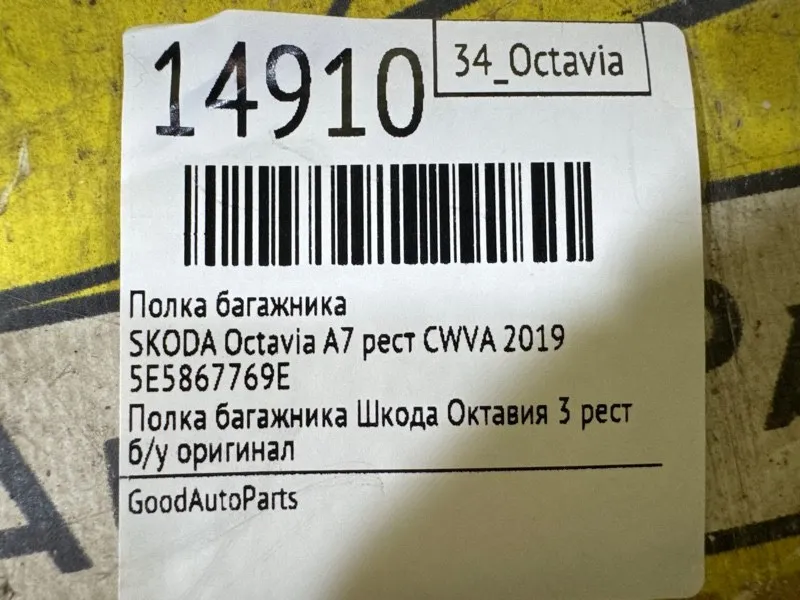 14910
34_Octavia
Полка багажника
SKODA Octavia A7 рест CWVA 2019
5E5867769E
Полка багажника Шкода Октавия 3 рест
б/у оригинал
GoodAutoParts